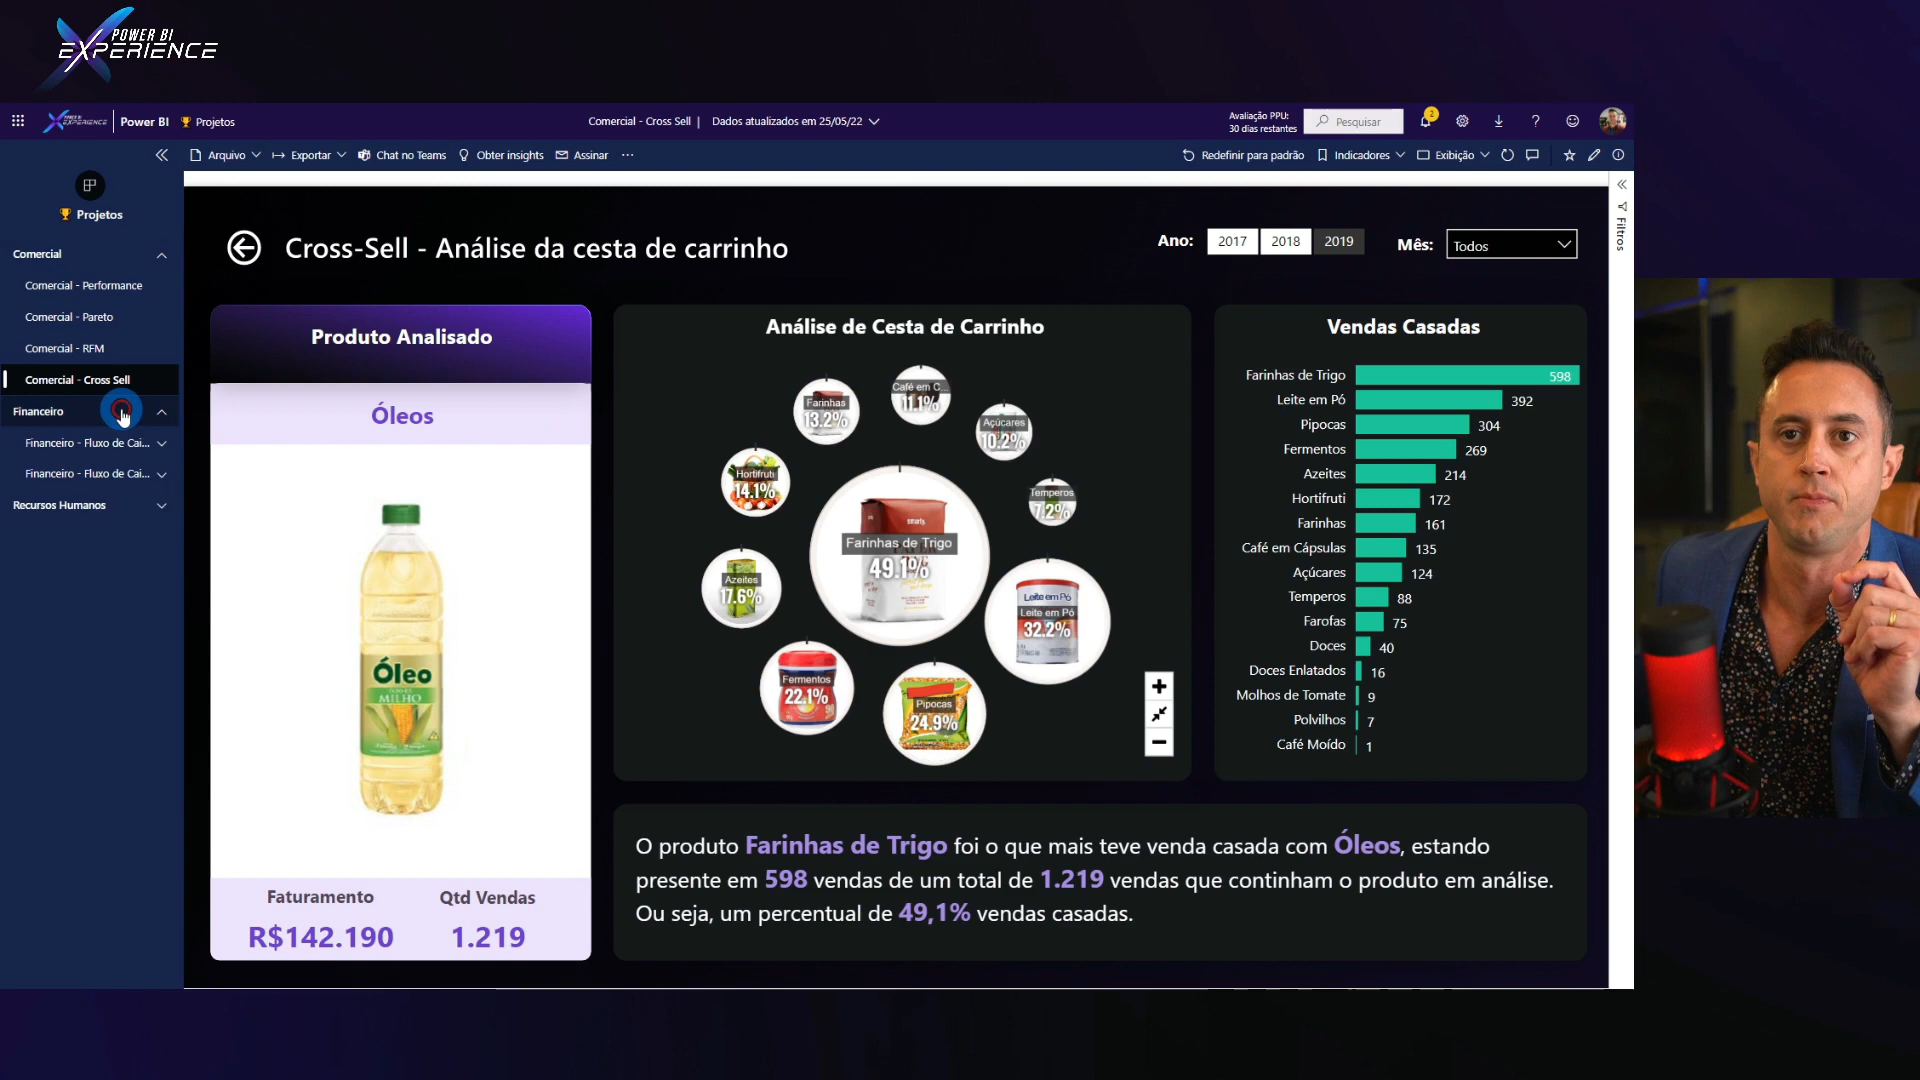 POWER BI
EXPERIENCE
EXPERIENCE
Power BI
Projetos
Comercial - Cross Sell | Dados atualizados em 25/05/22
Avaliação PPU:
30 dias restantes
Pesquisar
2
?
Arquivo
Exportar
Chat no Teams
Obter insights
Assinar
...
Redefinir para padrão
Indicadores
Exibição
Projetos
Comercial
Comercial - Performance
Comercial - Pareto
Comercial - RFM
Comercial - Cross Sell
Financeiro
Financeiro - Fluxo de Cai...
Financeiro - Fluxo de Cai...
Recursos Humanos
Filtros
Cross-Sell - Análise da cesta de carrinho
Ano:
2017
2018
2019
Mês:
Todos
Produto Analisado
Óleos
Óleo
MILHO
Faturamento
Qtd Vendas
R$142.190
1.219
Análise de Cesta de Carrinho
Café em C...
11.1%
Farinhas
13.2%
Açúcares
10.2%
Hortifruti
14.1%
Temperos
7.2%
Farinhas de Trigo
49.1%
Azeites
17.6%
Leite em Pó
Leite em Pó
32.2%
Fermentos
22.1%
Pipocas
24.9%
Vendas Casadas
Farinhas de Trigo 598
Leite em Pó 392
Pipocas 304
Fermentos 269
Azeites 214
Hortifruti 172
Farinhas 161
Café em Cápsulas 135
Açúcares 124
Temperos 88
Farofas 75
Doces 40
Doces Enlatados 16
Molhos de Tomate 9
Polvilhos 7
Café Moído 1
O produto Farinhas de Trigo foi o que mais teve venda casada com Óleos, estando
presente em 598 vendas de um total de 1.219 vendas que continham o produto em análise.
Ou seja, um percentual de 49,1% vendas casadas.